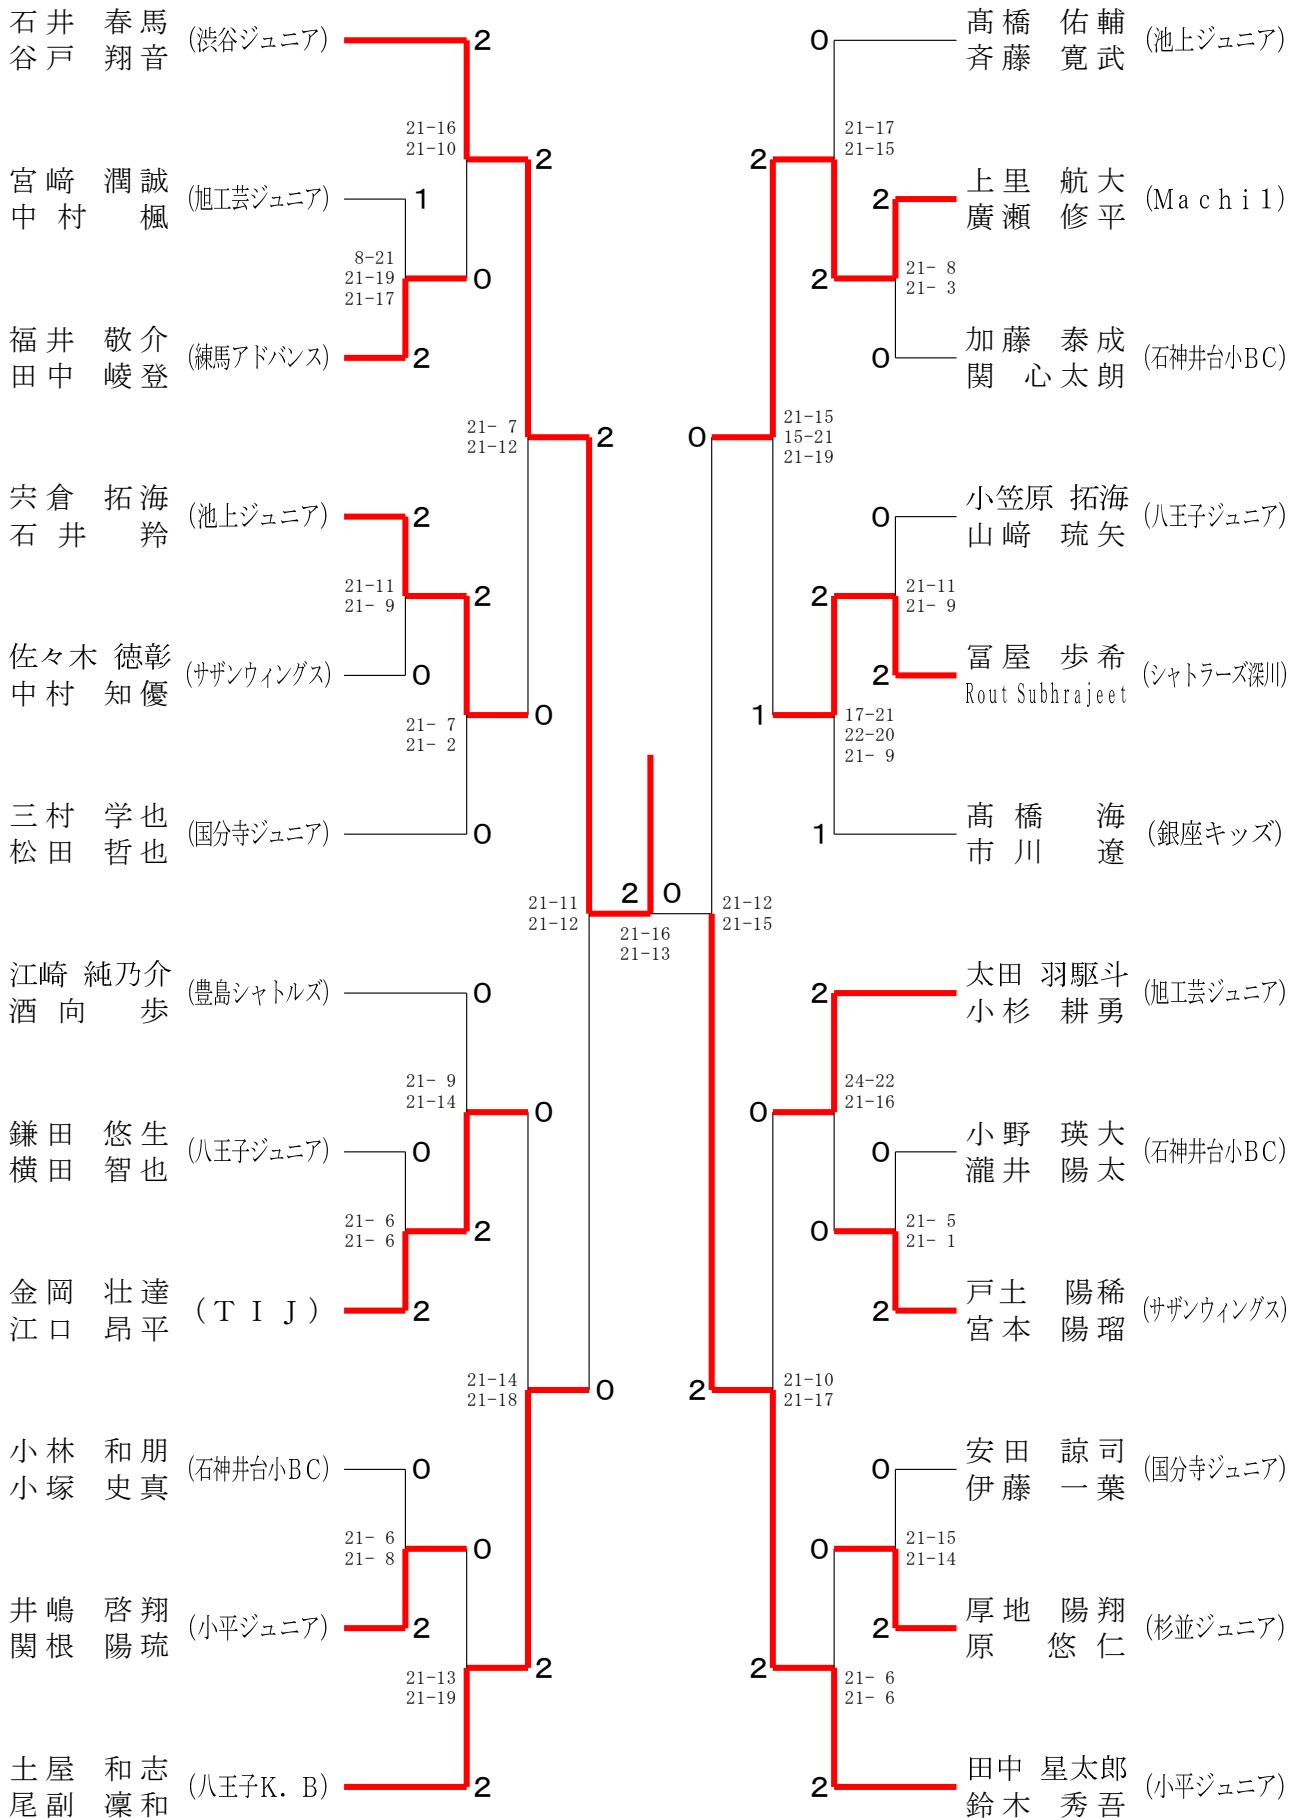 石井 春馬
谷戸 翔音
(渋谷ジュニア)
2
21-16
21-10
2
宮﨑 潤誠
中村 楓
(旭工芸ジュニア)
1
8-21
21-19
21-17
0
福井 敬介
田中 崚登
(練馬アドバンス)
2
21- 7
21-12
2
宍倉 拓海
石井 羚
(池上ジュニア)
2
21-11
21- 9
2
佐々木 徳彰
中村 知優
(サザンウィングス)
0
21- 7
21- 2
0
三村 学也
松田 哲也
(国分寺ジュニア)
0
21-11
21-12
2
0
21-16
21-13
江崎 純乃介
酒向 歩
(豊島シャトルズ)
0
21- 9
21-14
0
鎌田 悠生
横田 智也
(八王子ジュニア)
0
21- 6
21- 6
2
金岡 壮達
江口 昂平
(TIJ)
2
21-14
21-18
0
小林 和朋
小塚 史真
(石神井台小BC)
0
21- 6
21- 8
0
井嶋 啓翔
関根 陽琉
(小平ジュニア)
2
21-13
21-19
2
土屋 和志
尾副 凜和
(八王子K. B)
2
0
髙橋 佑輔
斉藤 寛武
(池上ジュニア)
2
21-17
21-15
2
上里 航大
廣瀬 修平
(Machi1)
2
21- 8
21- 3
0
加藤 泰成
関 心太朗
(石神井台小BC)
0
21-15
15-21
21-19
0
小笠原 拓海
山﨑 琉矢
(八王子ジュニア)
2
21-11
21- 9
2
冨屋 歩希
Rout Subhrajeet
(シャトラーズ深川)
1
17-21
22-20
21- 9
1
髙橋 海
市川 遼
(銀座キッズ)
21-12
21-15
2
太田 羽駆斗
小杉 耕勇
(旭工芸ジュニア)
0
24-22
21-16
0
小野 瑛大
瀧井 陽太
(石神井台小BC)
0
21- 5
21- 1
2
戸土 陽稀
宮本 陽瑠
(サザンウィングス)
2
21-10
21-17
0
安田 諒司
伊藤 一葉
(国分寺ジュニア)
0
21-15
21-14
2
厚地 陽翔
原 悠仁
(杉並ジュニア)
2
21- 6
21- 6
2
田中 星太郎
鈴木 秀吾
(小平ジュニア)